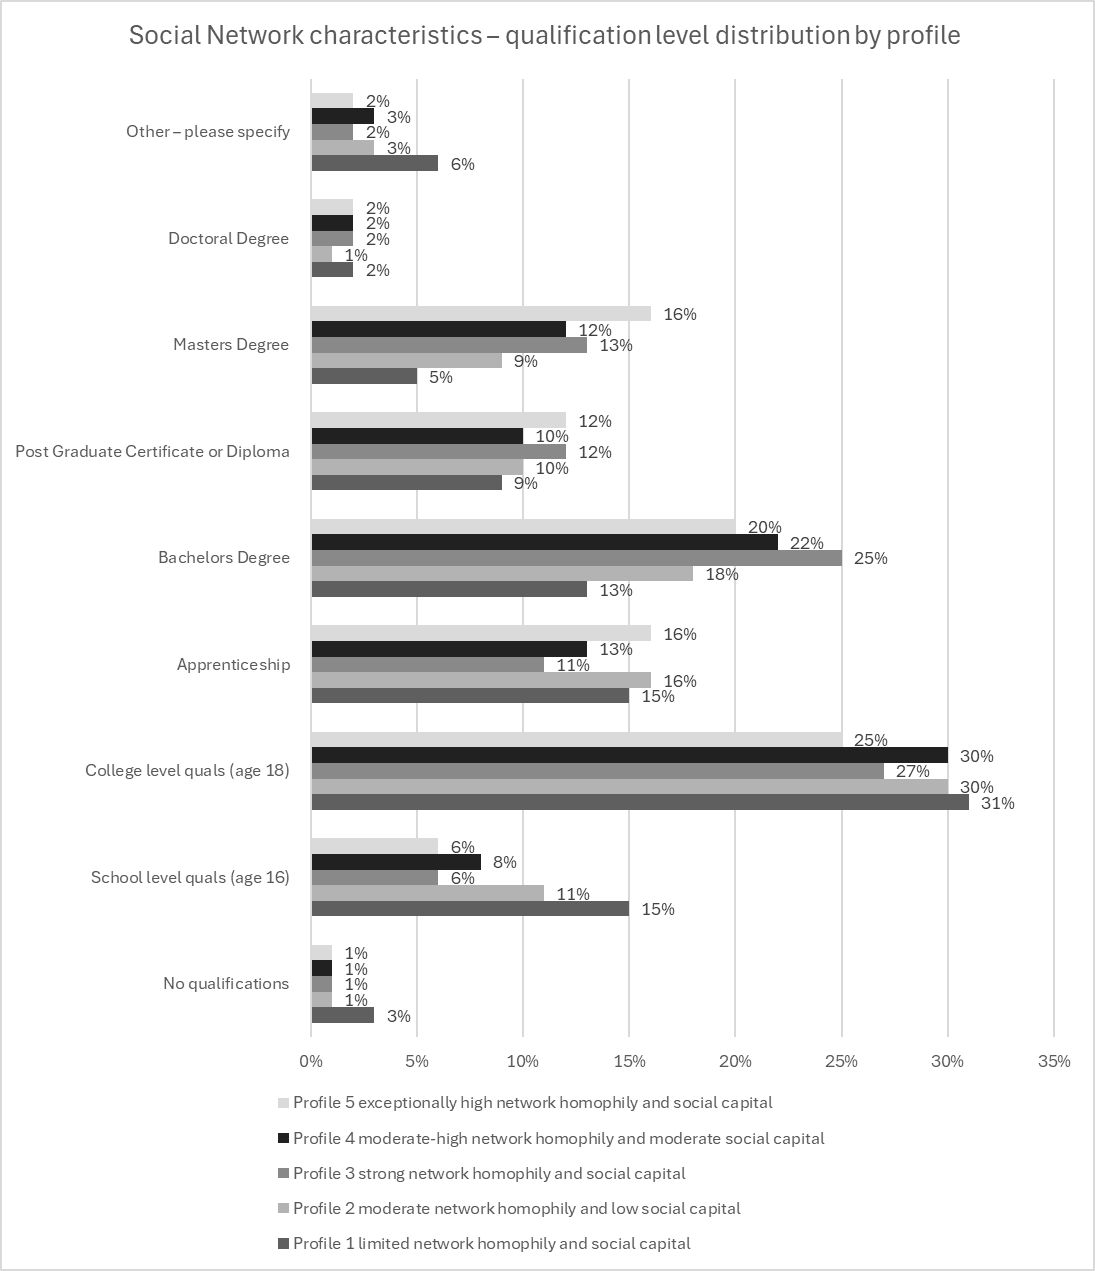 Social Network characteristics – qualification level distribution by profile
Other – please specify
2%
3%
2%
3%
6%
Doctoral Degree
2%
2%
2%
1%
2%
Masters Degree
16%
12%
13%
9%
5%
Post Graduate Certificate or Diploma
12%
10%
12%
10%
9%
Bachelors Degree
20%
22%
25%
18%
13%
Apprenticeship
16%
13%
11%
16%
15%
College level quals (age 18)
25%
30%
27%
30%
31%
School level quals (age 16)
6%
8%
6%
11%
15%
No qualifications
1%
1%
1%
1%
3%
0% 5% 10% 15% 20% 25% 30% 35%
Profile 5 exceptionally high network homophily and social capital
Profile 4 moderate-high network homophily and moderate social capital
Profile 3 strong network homophily and social capital
Profile 2 moderate network homophily and low social capital
Profile 1 limited network homophily and social capital